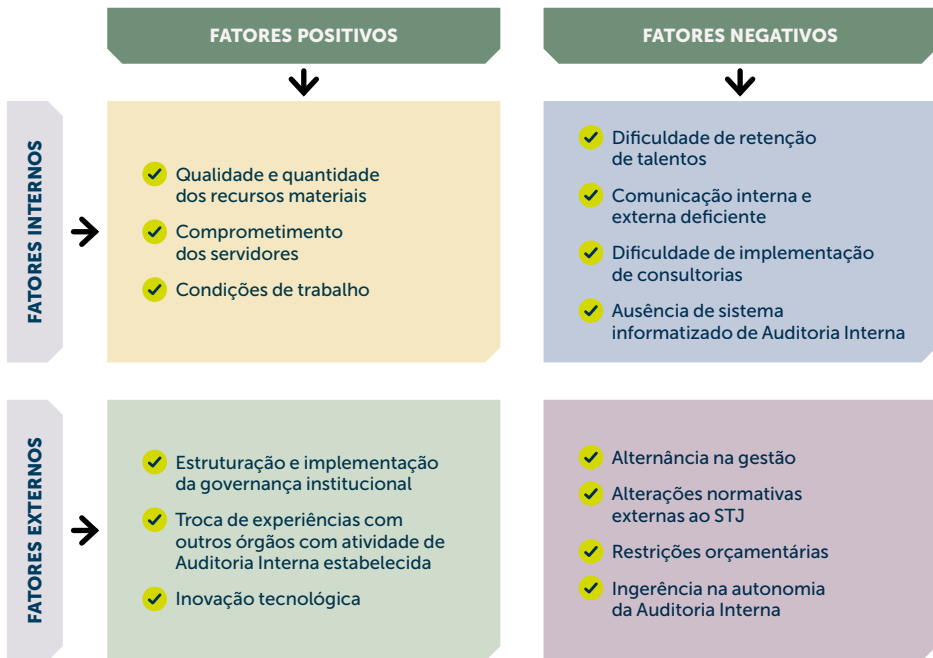 FATORES POSITIVOS
FATORES NEGATIVOS
FATORES INTERNOS
Qualidade e quantidade
dos recursos materiais
Comprometimento
dos servidores
Condições de trabalho
Dificuldade de retenção
de talentos
Comunicação interna e
externa deficiente
Dificuldade de implementação
de consultorias
Ausência de sistema
informatizado de Auditoria Interna
FATORES EXTERNOS
Estruturação e implementação
da governança institucional
Troca de experiências com
outros órgãos com atividade de
Auditoria Interna estabelecida
Inovação tecnológica
Alternância na gestão
Alterações normativas
externas ao STJ
Restrições orçamentárias
Ingerência na autonomia
da Auditoria Interna